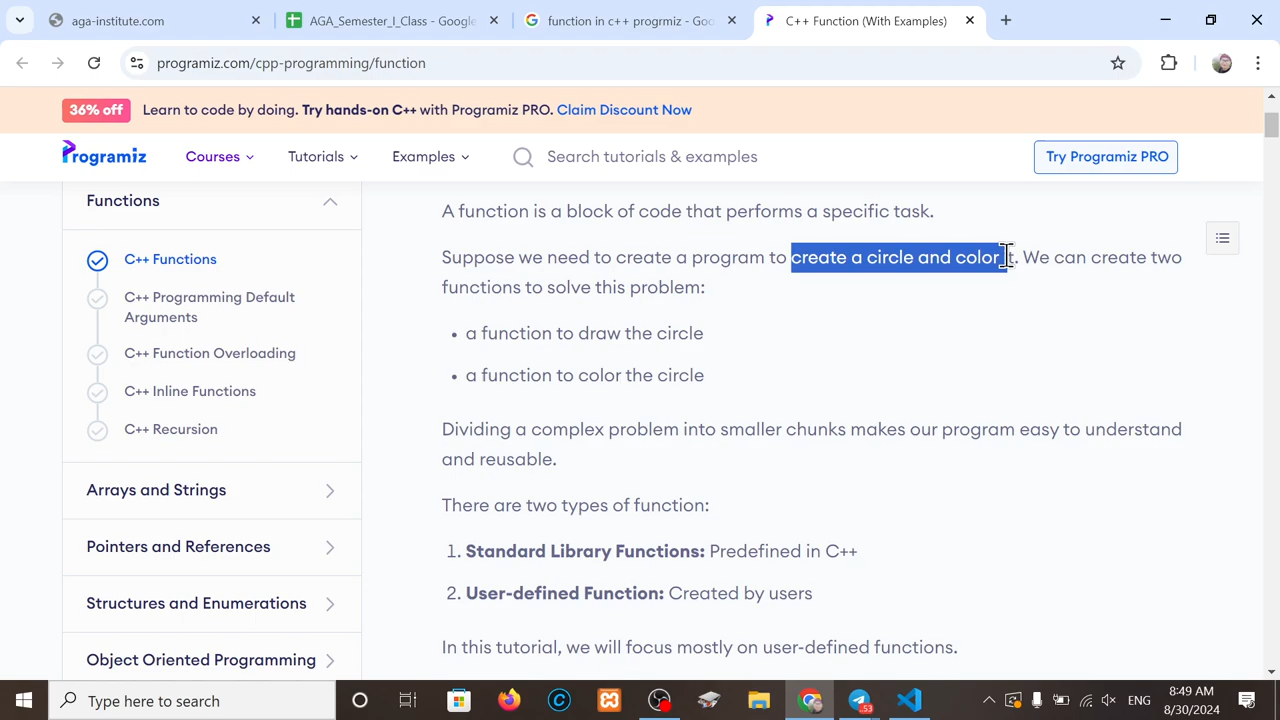 aga-institute.com
AGA_Semester_I_Class - Google
function in c++ progrmiz - Goo
C++ Function (With Examples)
programiz.com/cpp-programming/function
36% off Learn to code by doing. Try hands-on C++ with Programiz PRO. Claim Discount Now
Programiz
Courses
Tutorials
Examples
Search tutorials & examples
Try Programiz PRO
Functions
C++ Functions
C++ Programming Default
Arguments
C++ Function Overloading
C++ Inline Functions
C++ Recursion
Arrays and Strings
Pointers and References
Structures and Enumerations
Object Oriented Programming
A function is a block of code that performs a specific task.
Suppose we need to create a program to create a circle and color it. We can create two
functions to solve this problem:
• a function to draw the circle
• a function to color the circle
Dividing a complex problem into smaller chunks makes our program easy to understand
and reusable.
There are two types of function:
1. Standard Library Functions: Predefined in C++
2. User-defined Function: Created by users
In this tutorial, we will focus mostly on user-defined functions.
Type here to search
53
ENG
8:49 AM
8/30/2024